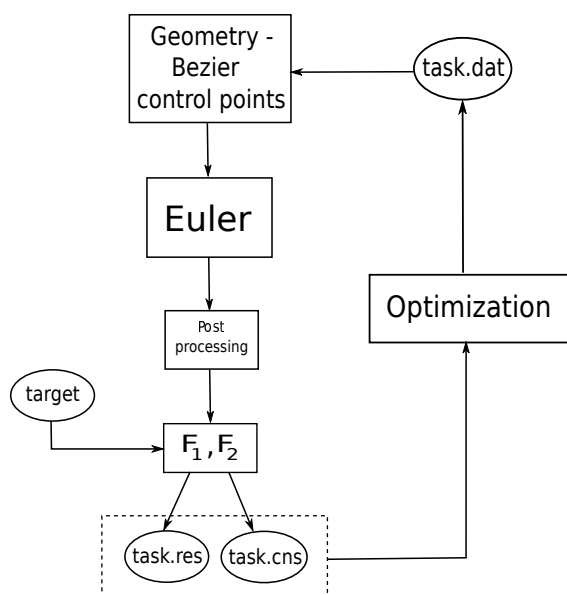 Geometry -
Bezier
control points
task.dat
Euler
Optimization
Post
processing
target
F1,F2
task.res
task.cns